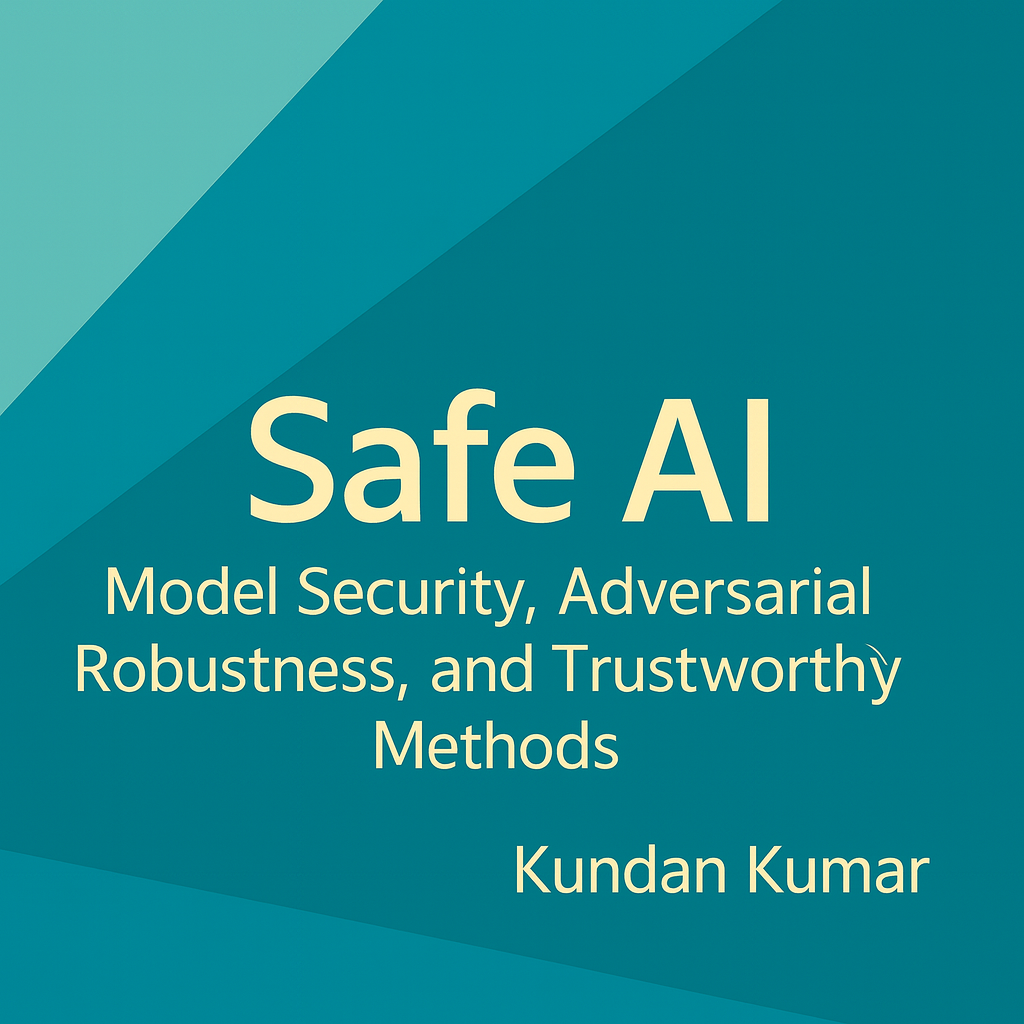 Safe AI
Model Security, Adversarial
Robustness, and Trustworthy
Methods
Kundan Kumar